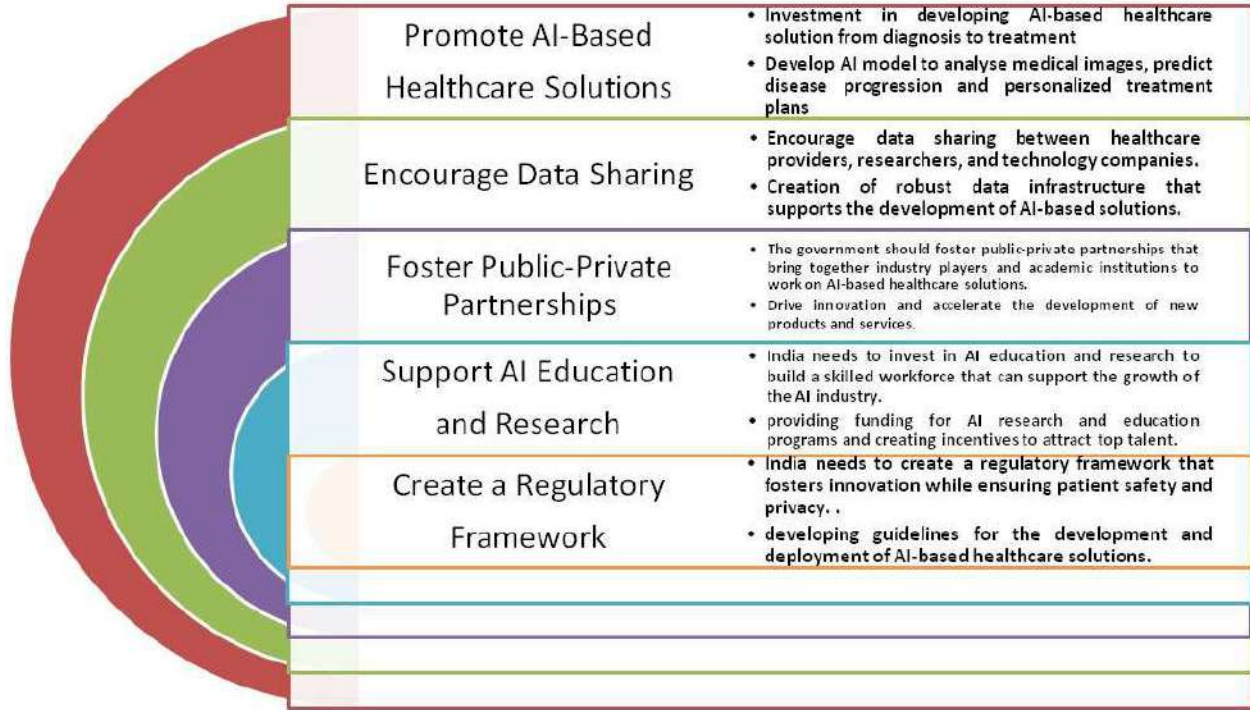 Promote AI-Based
Healthcare Solutions
• Investment in developing AI-based healthcare
solution from diagnosis to treatment
• Develop AI model to analyse medical images, predict
disease progression and personalized treatment
plans
Encourage Data Sharing
• Encourage data sharing between healthcare
providers, researchers, and technology companies.
• Creation of robust data infrastructure that
supports the development of AI-based solutions.
Foster Public-Private
Partnerships
• The government should foster public-private partnerships that
bring together industry players and academic institutions to
work on AI-based healthcare solutions.
• Drive innovation and accelerate the development of new
products and services.
Support AI Education
and Research
• India needs to invest in AI education and research to
build a skilled workforce that can support the growth of
the AI industry.
• providing funding for AI research and education
programs and creating incentives to attract top talent.
Create a Regulatory
Framework
• India needs to create a regulatory framework that
fosters innovation while ensuring patient safety and
privacy. .
• developing guidelines for the development and
deployment of AI-based healthcare solutions.